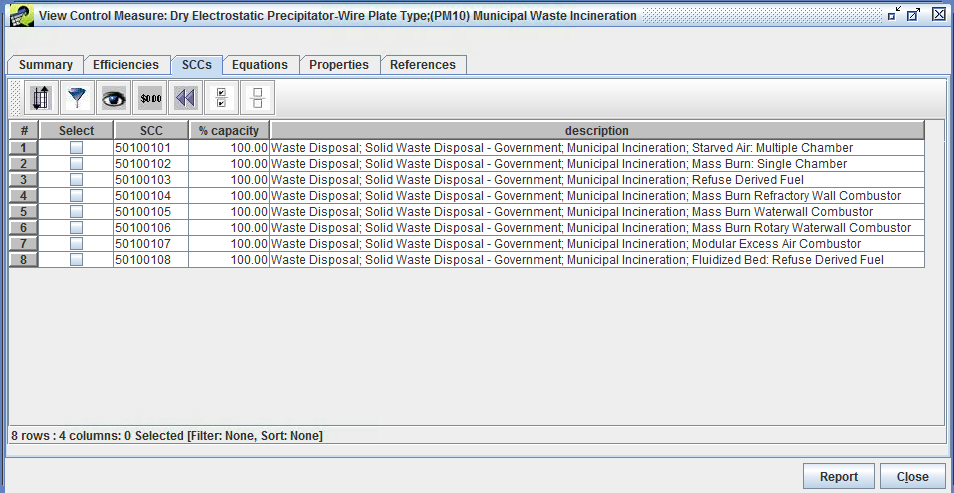 View Control Measure: Dry Electrostatic Precipitator-Wire Plate Type;(PM10) Municipal Waste Incineration
Summary Efficiencies SCCs Equations Properties References
$0.00
# Select SCC % capacity description
1 50100101 100.00 Waste Disposal; Solid Waste Disposal - Government; Municipal Incineration; Starved Air: Multiple Chamber
2 50100102 100.00 Waste Disposal; Solid Waste Disposal - Government; Municipal Incineration; Mass Burn: Single Chamber
3 50100103 100.00 Waste Disposal; Solid Waste Disposal - Government; Municipal Incineration; Refuse Derived Fuel
4 50100104 100.00 Waste Disposal; Solid Waste Disposal - Government; Municipal Incineration; Mass Burn Refractory Wall Combustor
5 50100105 100.00 Waste Disposal; Solid Waste Disposal - Government; Municipal Incineration; Mass Burn Waterwall Combustor
6 50100106 100.00 Waste Disposal; Solid Waste Disposal - Government; Municipal Incineration; Mass Burn Rotary Waterwall Combustor
7 50100107 100.00 Waste Disposal; Solid Waste Disposal - Government; Municipal Incineration; Modular Excess Air Combustor
8 50100108 100.00 Waste Disposal; Solid Waste Disposal - Government; Municipal Incineration; Fluidized Bed: Refuse Derived Fuel
8 rows : 4 columns: 0 Selected [Filter: None, Sort: None]
Report Close